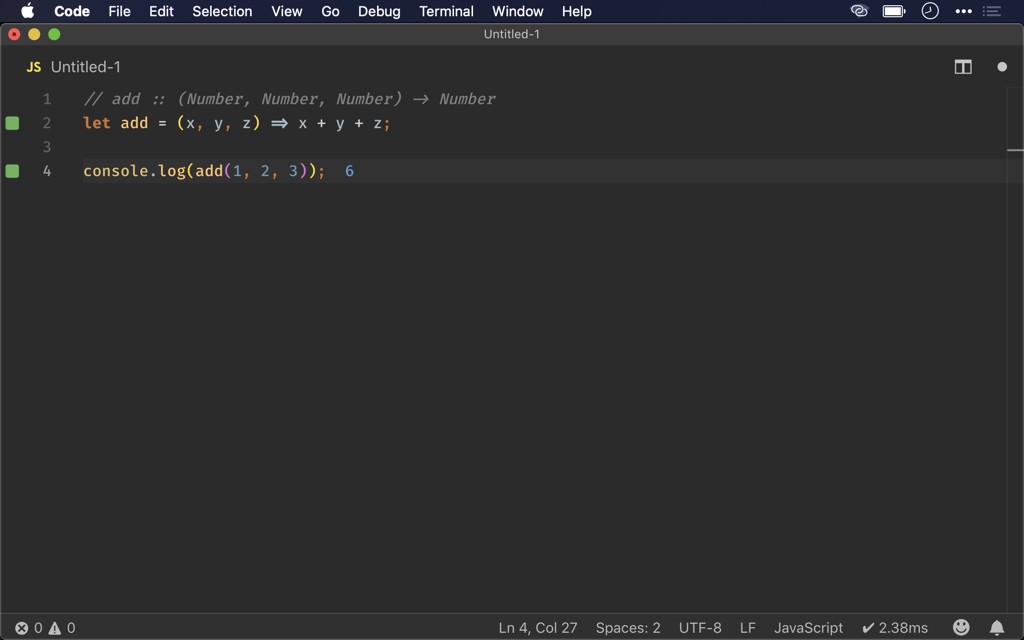 Code File Edit Selection View Go Debug Terminal Window Help
Untitled-1
JS Untitled-1
1 // add :: (Number, Number, Number) -> Number
2 let add = (x, y, z) => x + y + z;
3
4 console.log(add(1, 2, 3)); 6
0 0 Ln 4, Col 27 Spaces: 2 UTF-8 LF JavaScript ✔ 2.38ms